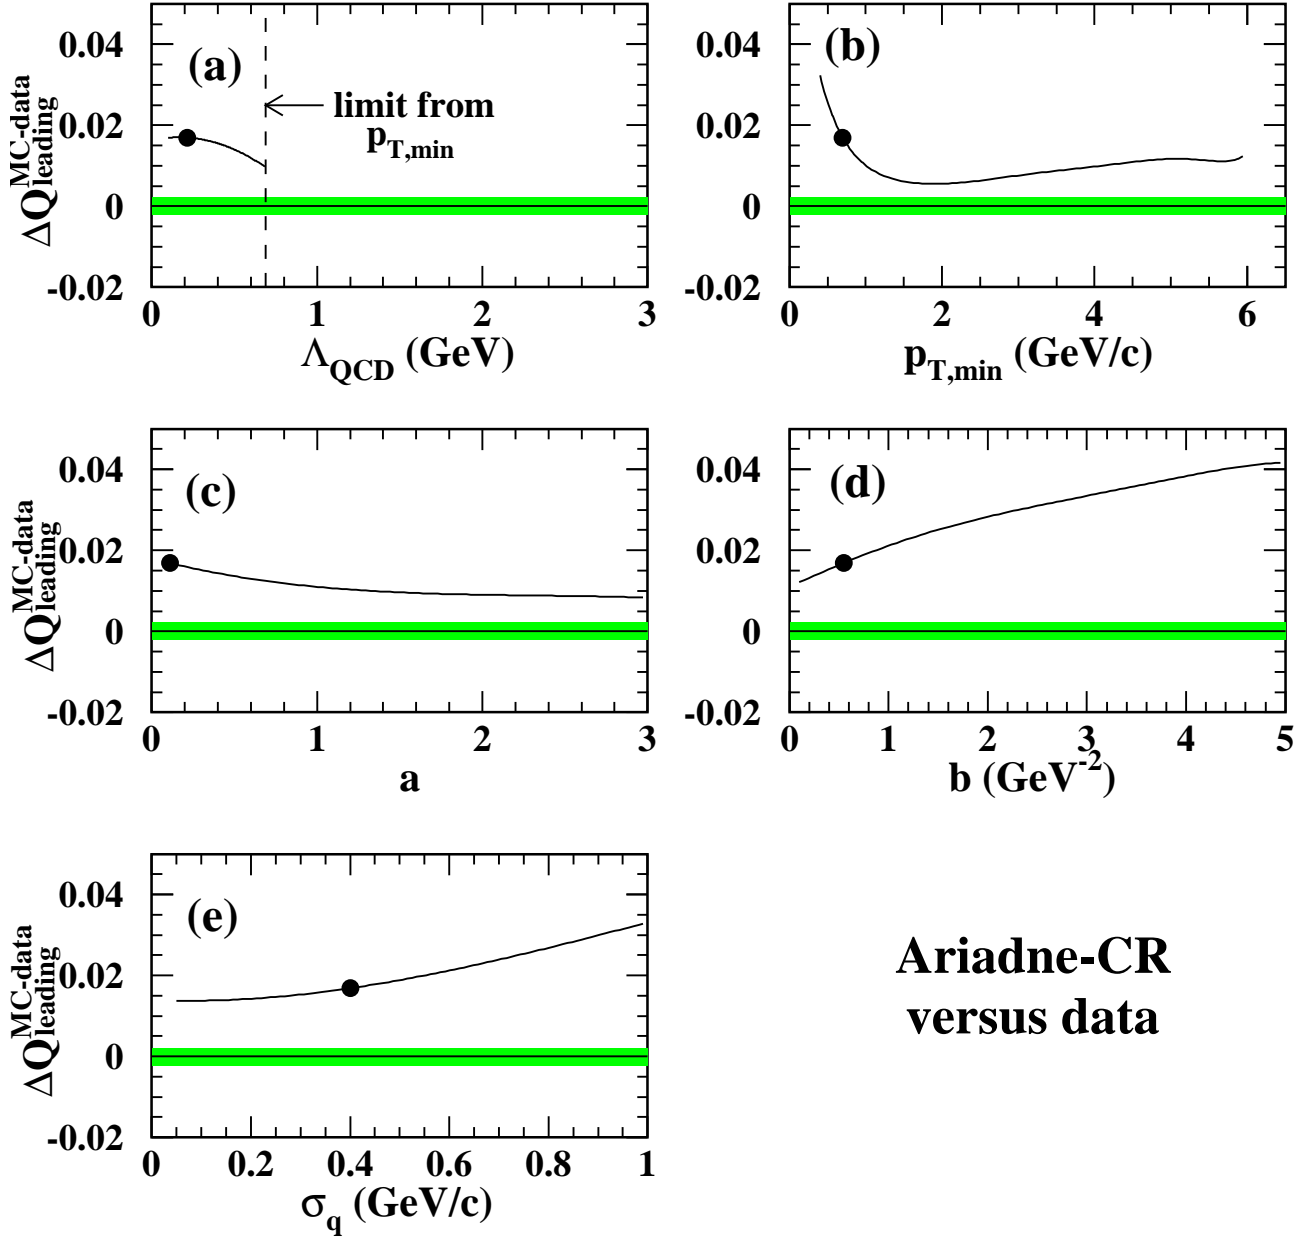 (a)
limit from
p_T,min
0.04
0.02
0
-0.02
ΔQ^MC-data_leading
0 1 2 3
Λ_QCD (GeV)
(b)
0.04
0.02
0
-0.02
0 2 4 6
p_T,min (GeV/c)
(c)
0.04
0.02
0
-0.02
ΔQ^MC-data_leading
0 1 2 3
a
(d)
0.04
0.02
0
-0.02
0 1 2 3 4 5
b (GeV^-2)
(e)
0.04
0.02
0
-0.02
ΔQ^MC-data_leading
0 0.2 0.4 0.6 0.8 1
σ_q (GeV/c)
Ariadne-CR
versus data